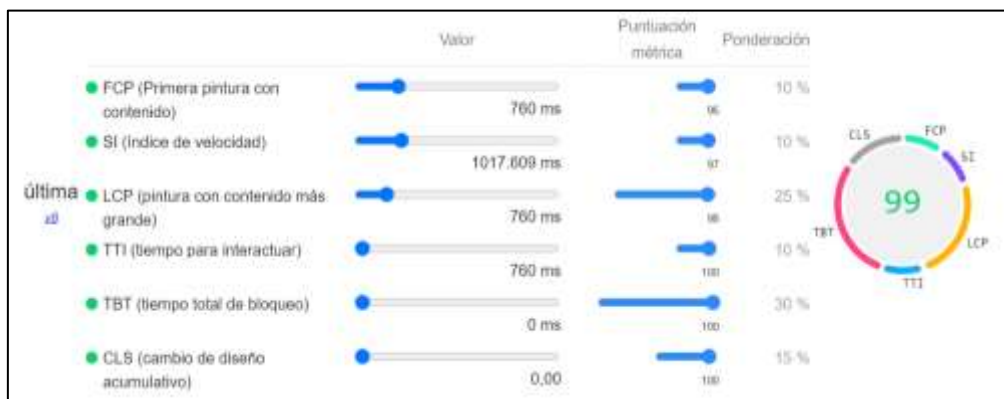 Valor
Puntuación
métrica
Ponderación
FCP (Primera pintura con
contenido)
760 ms
96
10 %
SI (índice de velocidad)
1017.609 ms
97
10 %
última
LCP (pintura con contenido más
grande)
760 ms
98
25 %
TTI (tiempo para interactuar)
760 ms
100
10 %
TBT (tiempo total de bloqueo)
0 ms
100
30 %
CLS (cambio de diseño
acumulativo)
0,00
100
15 %
CLS
FCP
SI
99
TBT
LCP
TTI